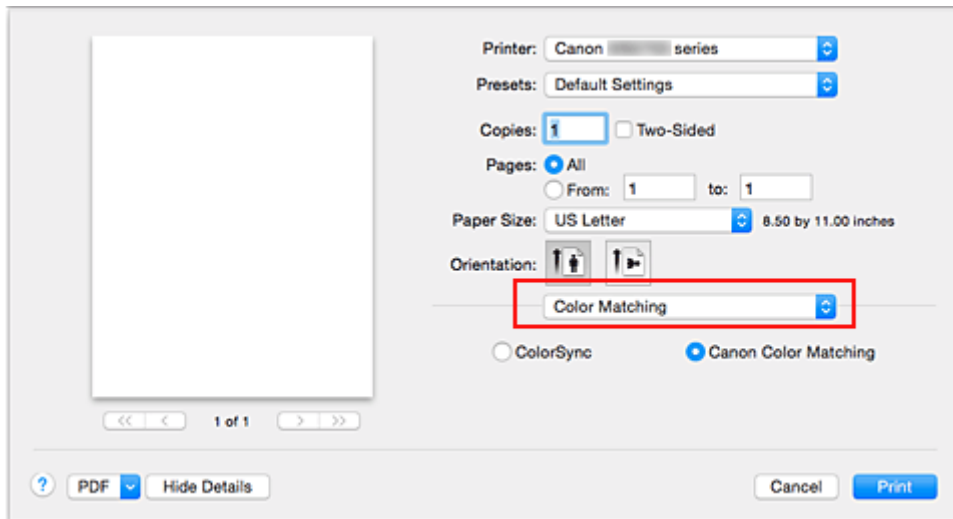 Printer: Canon series
Presets: Default Settings
Copies: 1 Two-Sided
Pages: All
From: 1 to: 1
Paper Size: US Letter 8.50 by 11.00 inches
Orientation:
Color Matching
ColorSync Canon Color Matching
<< < 1 of 1 > >>
? PDF Hide Details Cancel Print